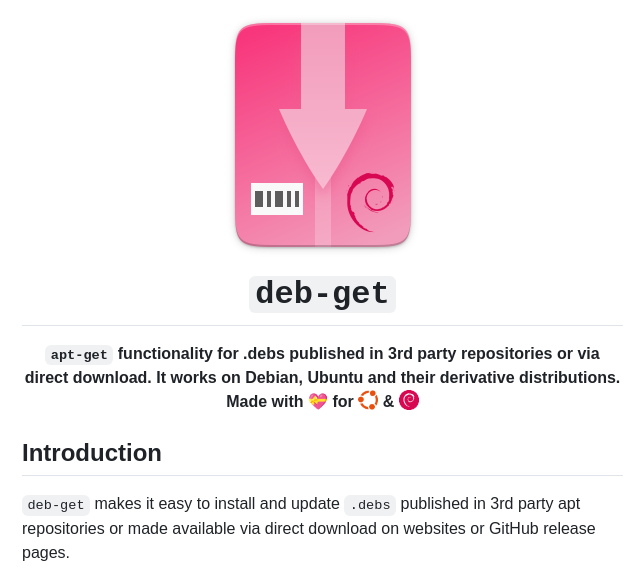 deb-get
apt-get functionality for .debs published in 3rd party repositories or via
direct download. It works on Debian, Ubuntu and their derivative distributions.
Made with 💝 for & 
Introduction
deb-get makes it easy to install and update .debs published in 3rd party apt
repositories or made available via direct download on websites or GitHub release
pages.